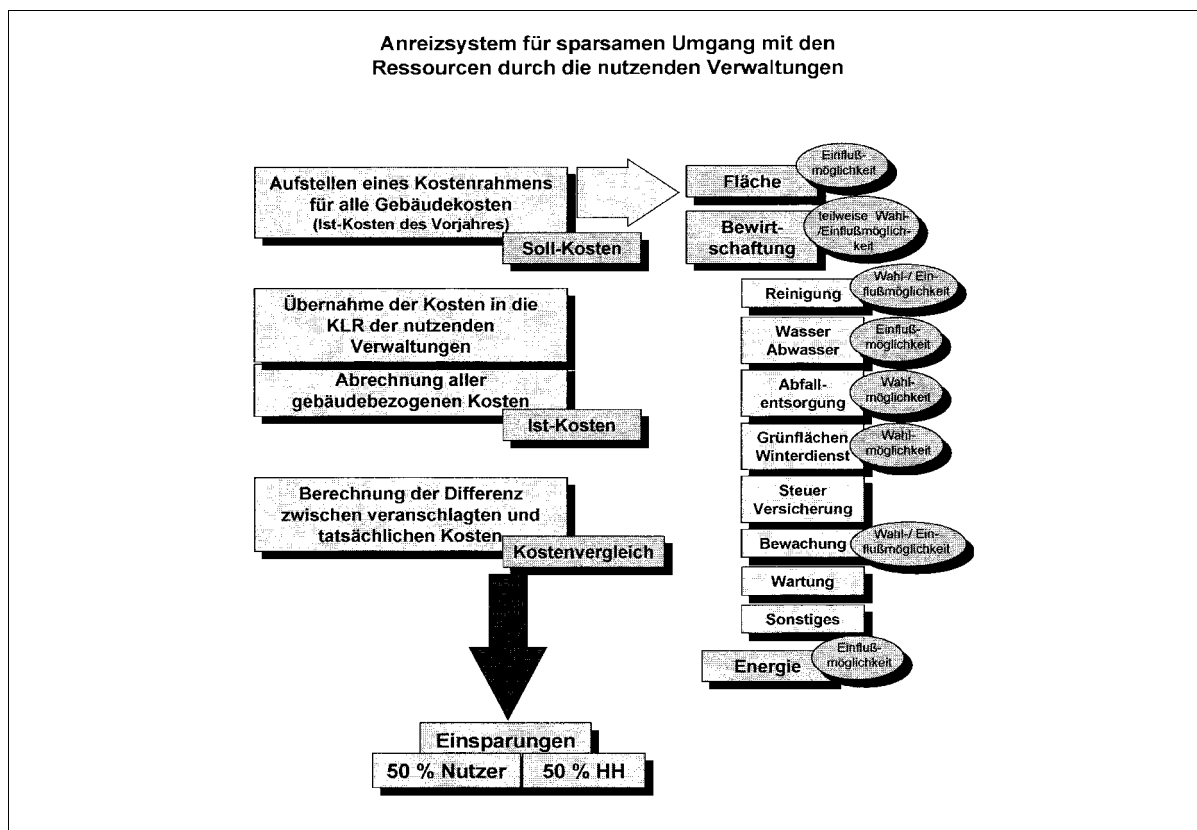 Anreizsystem für sparsamen Umgang mit den
Ressourcen durch die nutzenden Verwaltungen
Aufstellen eines Kostenrahmens
für alle Gebäudekosten
(Ist-Kosten des Vorjahres)
Soll-Kosten
Übernahme der Kosten in die
KLR der nutzenden
Verwaltungen
Abrechnung aller
gebäudebezogenen Kosten
Ist-Kosten
Berechnung der Differenz
zwischen veranschlagten und
tatsächlichen Kosten
Kostenvergleich
Einsparungen
50 % Nutzer
50 % HH
Fläche
Einfluß-
möglichkeit
Bewirt-
schaftung
teilweise Wahl-
/Einflußmöglich-
keit
Reinigung
Wahl-/ Ein-
flußmöglichkeit
Wasser
Abwasser
Einfluß-
möglichkeit
Abfall-
entsorgung
Wahl-
möglichkeit
Grünflächen
Winterdienst
Wahl-
möglichkeit
Steuer
Versicherung
Bewachung
Wahl-/ Ein-
flußmöglichkeit
Wartung
Sonstiges
Energie
Einfluß-
möglichkeit